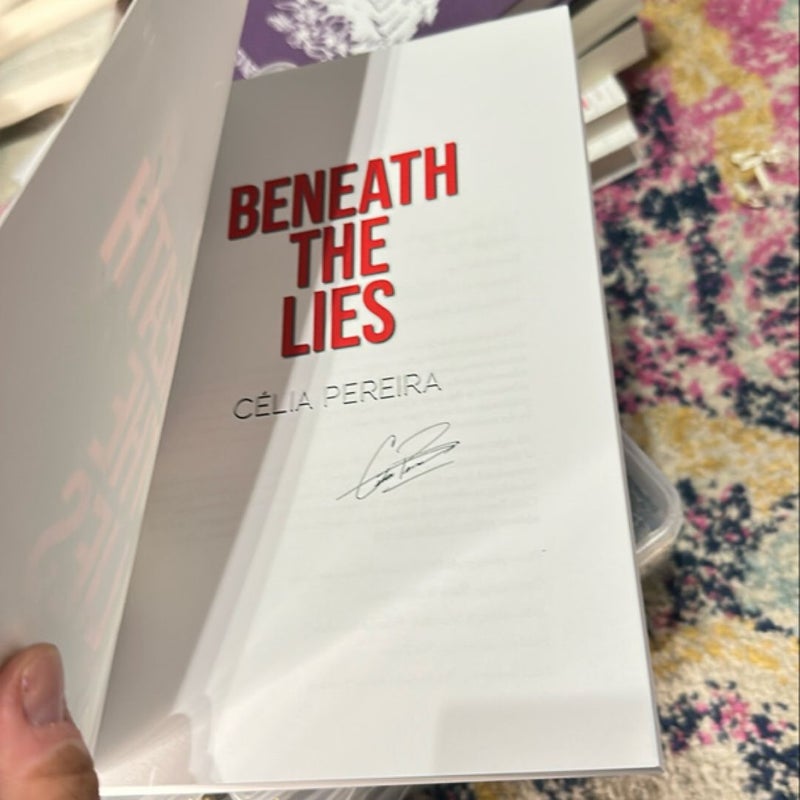 BENEATH
THE
LIES
CÉLIA PEREIRA